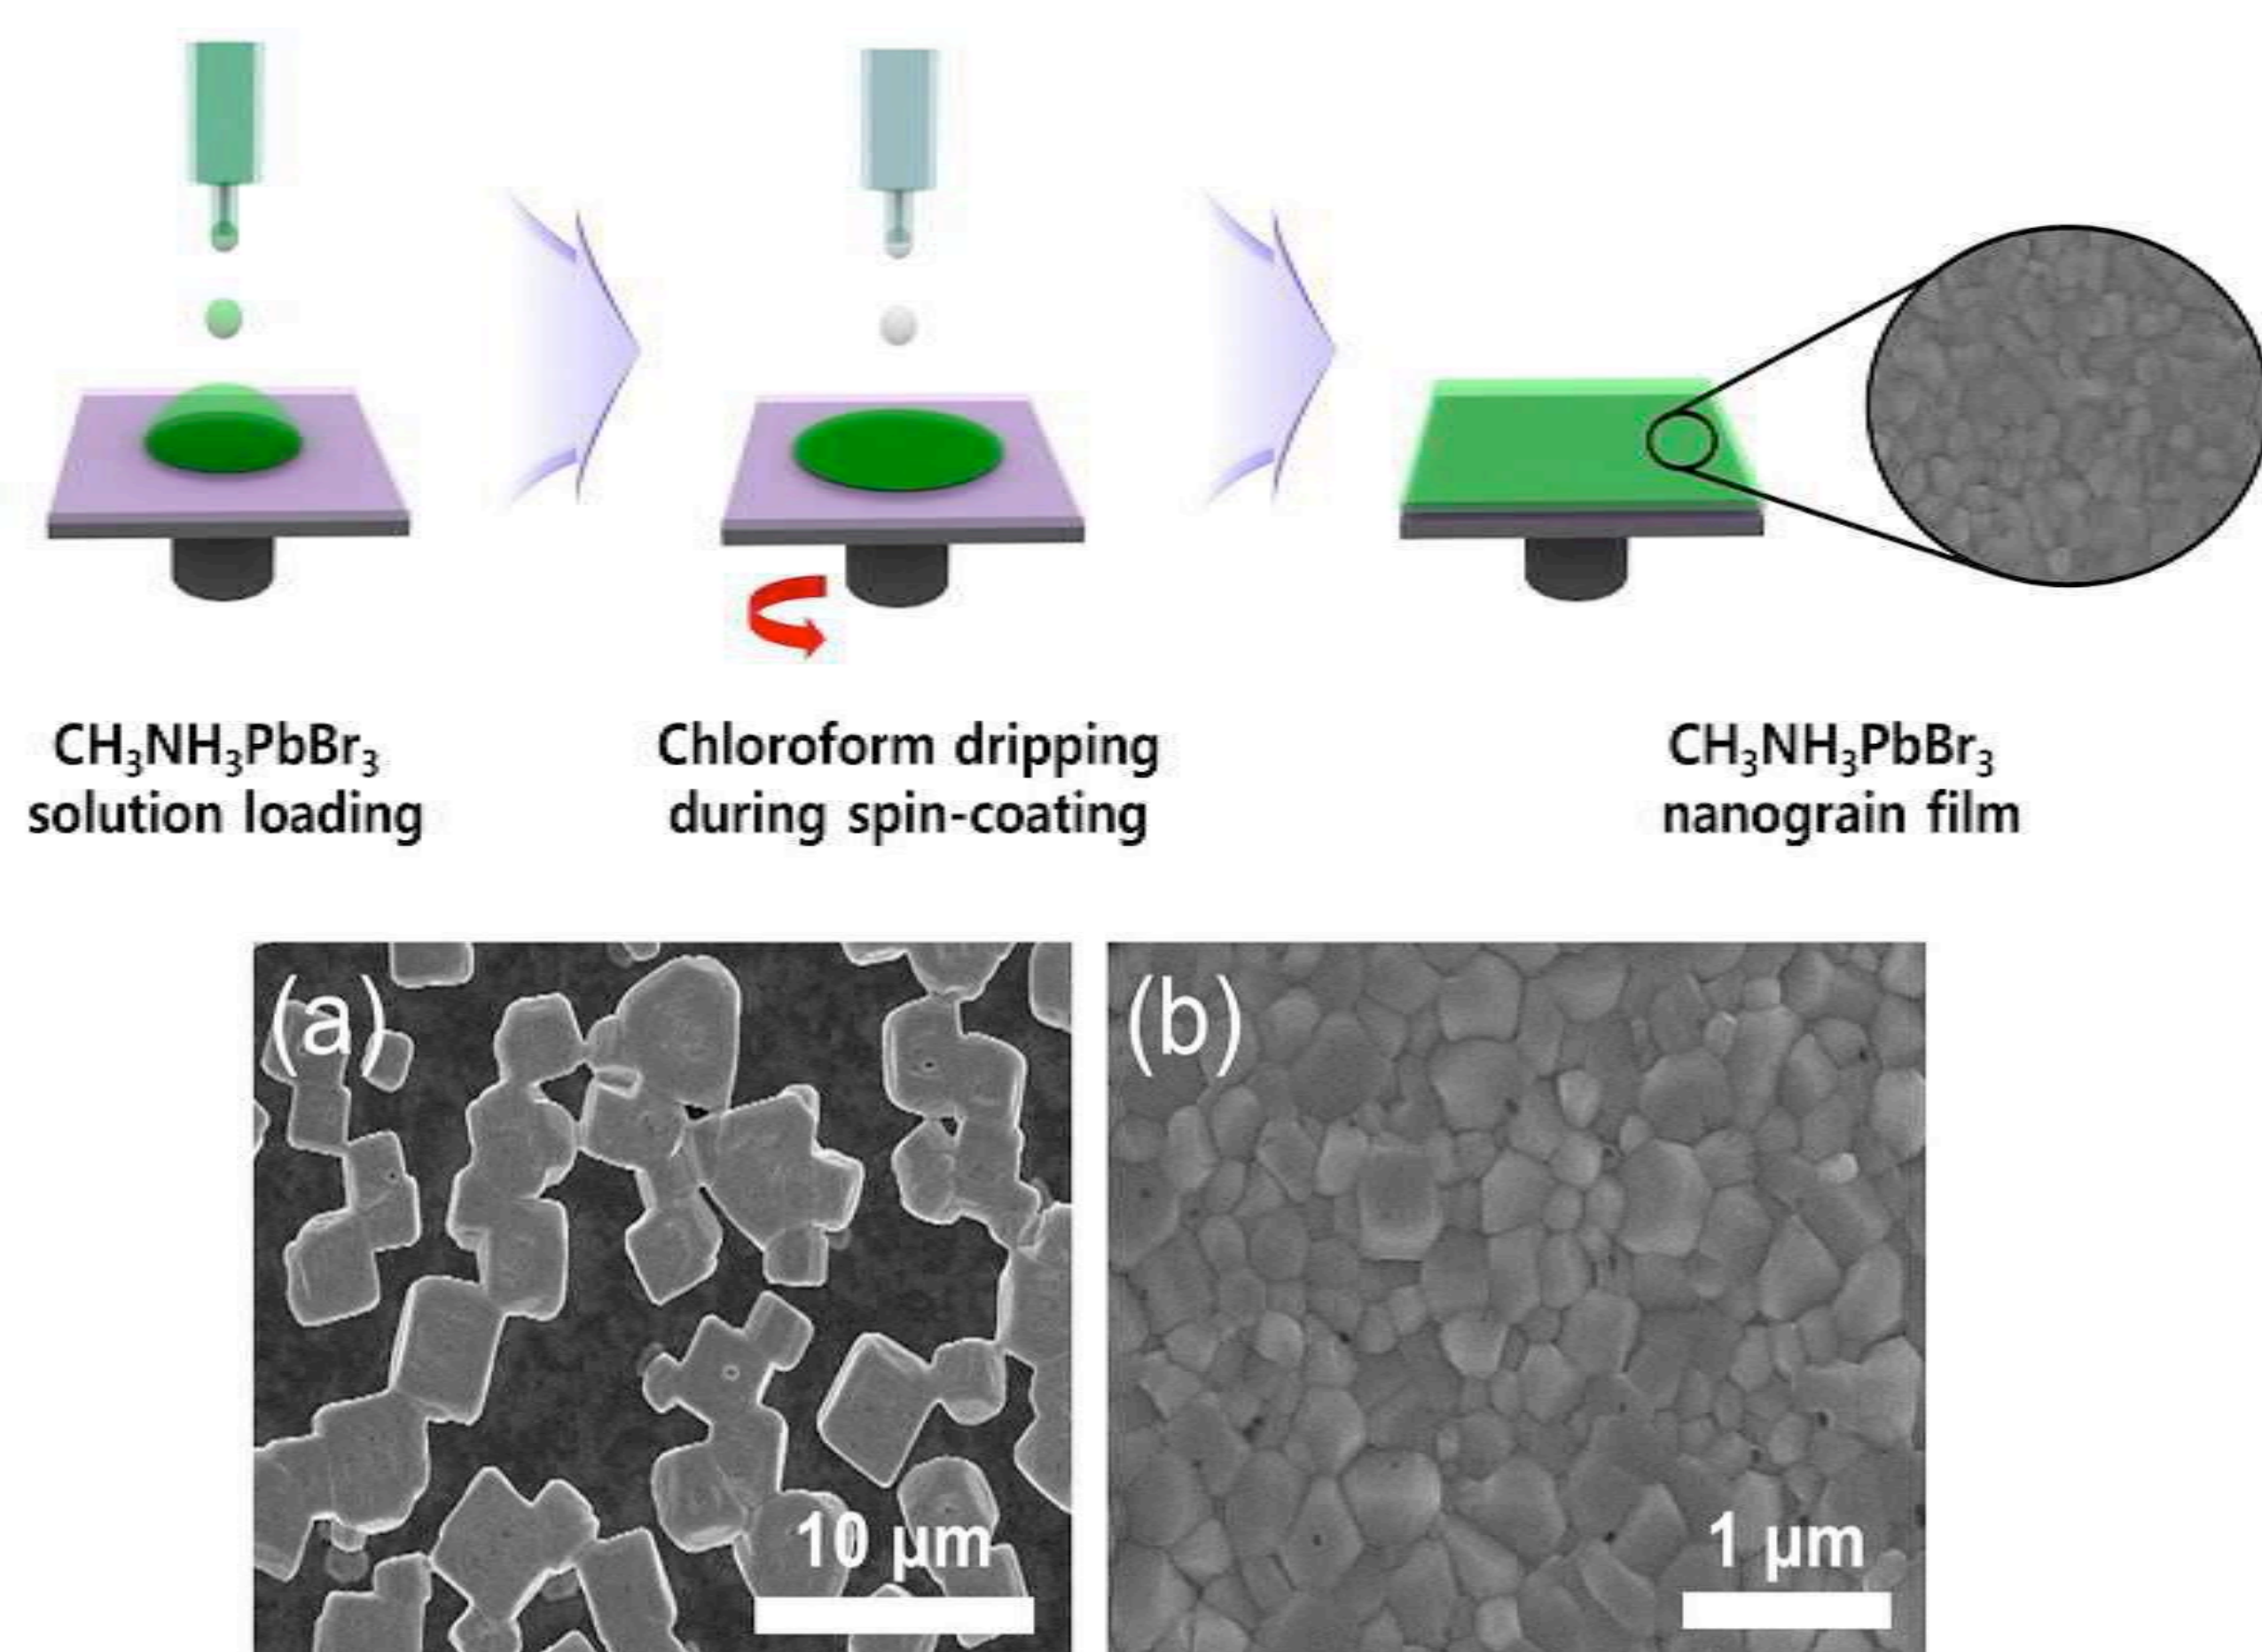 CH₃NH₃PbBr₃
solution loading
Chloroform dripping
during spin-coating
CH₃NH₃PbBr₃
nanograin film
(a)
10 μm
(b)
1 μm